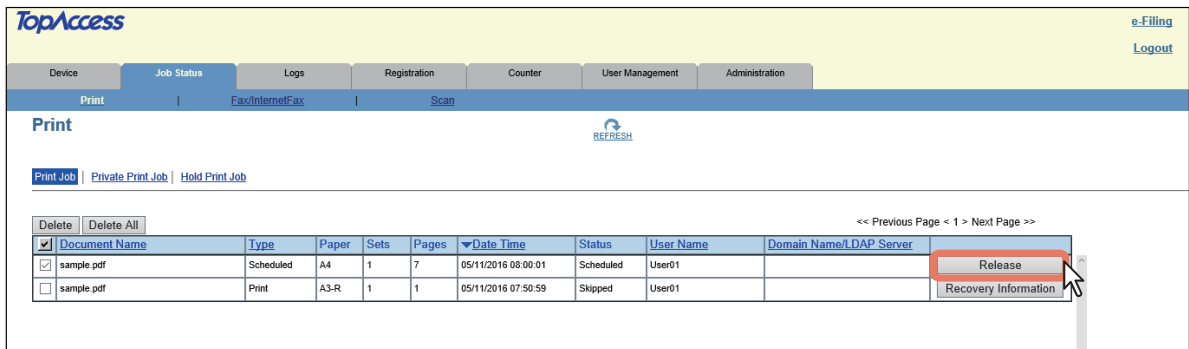 TopAccess
e-Filing
Logout
Device Job Status Logs Registration Counter User Management Administration
Print | Fax/InternetFax | Scan
Print
REFRESH
Print Job | Private Print Job | Hold Print Job
Delete Delete All << Previous Page < 1 > Next Page >>
Document Name Type Paper Sets Pages Date Time Status User Name Domain Name/LDAP Server
sample.pdf Scheduled A4 1 7 05/11/2016 08:00:01 Scheduled User01 Release
sample.pdf Print A3-R 1 1 05/11/2016 07:50:59 Skipped User01 Recovery Information